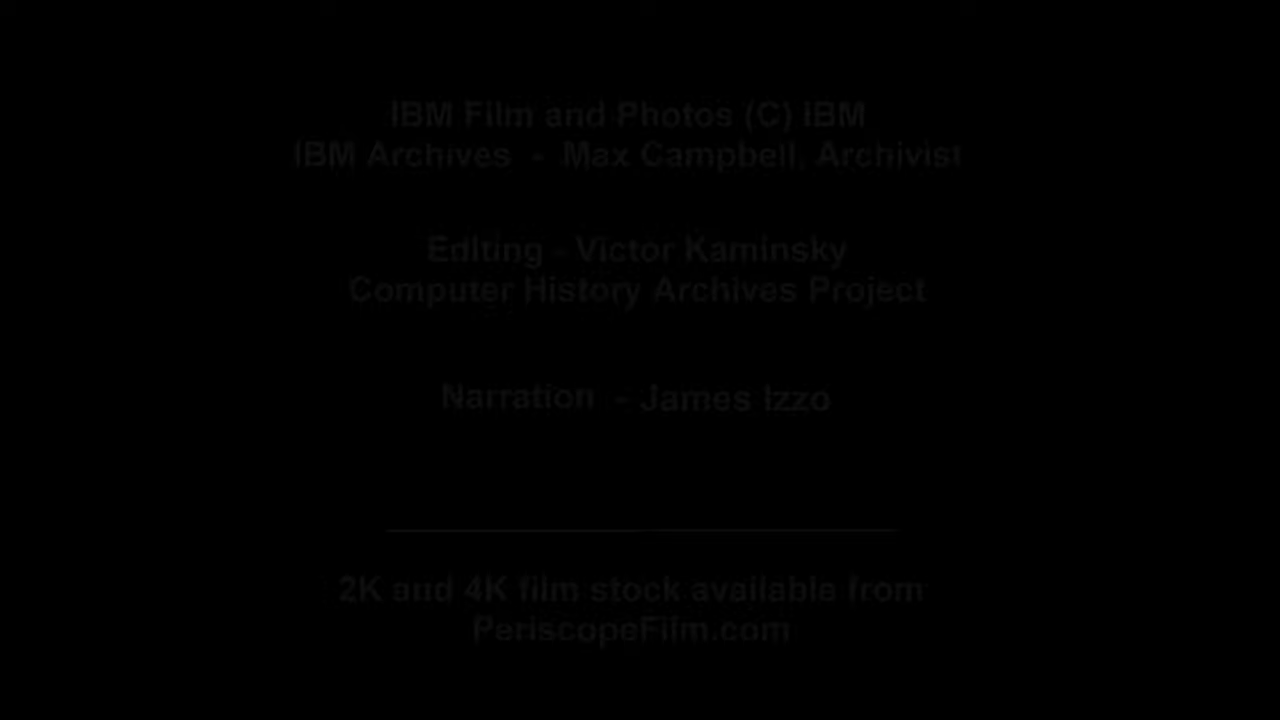 IBM Film and Photos (C) IBM
IBM Archives - Max Campbell, Archivist
Editing - Victor Kaminsky
Computer History Archives Project
Narration - James Izzo
2K and 4K film stock available from
PeriscopeFilm.com